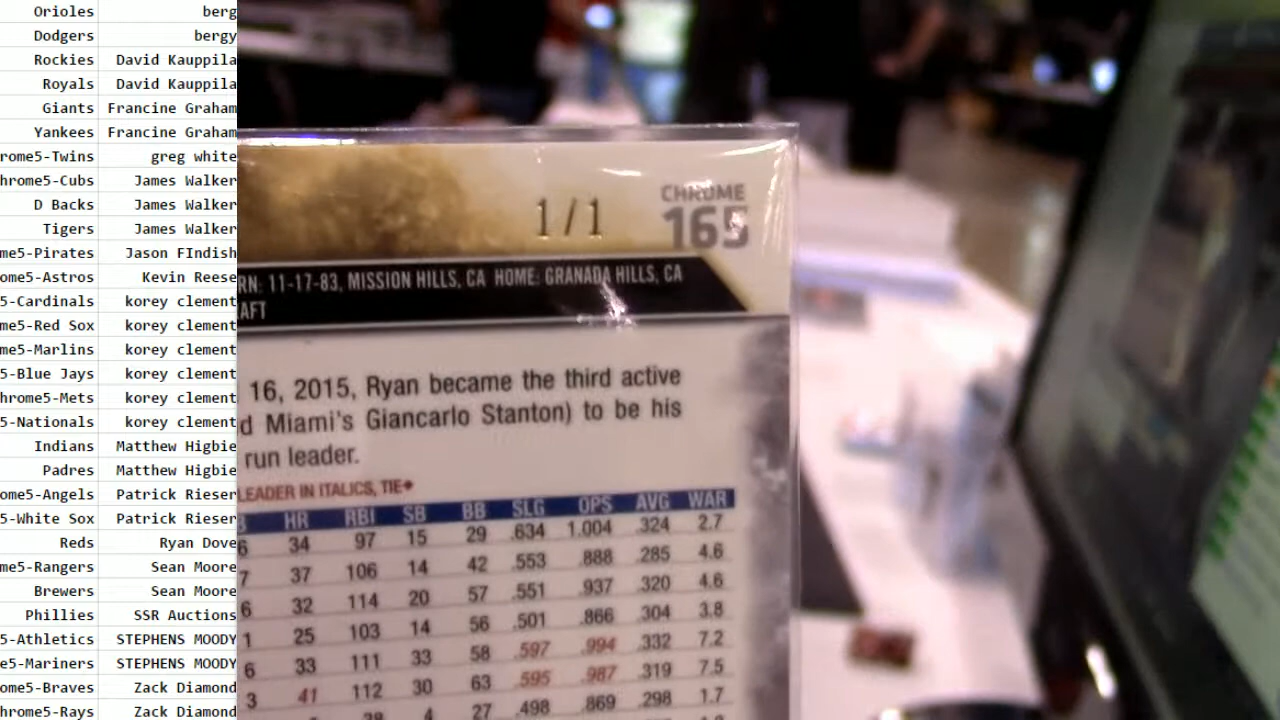 Orioles berg
Dodgers bergy
Rockies David Kauppila
Royals David Kauppila
Giants Francine Graham
Yankees Francine Graham
rome5-Twins greg white
hrome5-Cubs James Walker
D Backs James Walker
Tigers James Walker
me5-Pirates Jason FIndish
ome5-Astros Kevin Reese
5-Cardinals korey clement
5-Red Sox korey clement
me5-Marlins korey clement
5-Blue Jays korey clement
hrome5-Mets korey clement
5-Nationals korey clement
Indians Matthew Higbie
Padres Matthew Higbie
ome5-Angels Patrick Rieser
5-White Sox Patrick Rieser
Reds Ryan Dove
me5-Rangers Sean Moore
Brewers Sean Moore
Phillies SSR Auctions
5-Athletics STEPHENS MOODY
e5-Mariners STEPHENS MOODY
ome5-Braves Zack Diamond
hrome5-Rays Zack Diamond
CHROME
1/1 165
RN: 11-17-83, MISSION HILLS, CA HOME: GRANADA HILLS, CA
AFT
16, 2015, Ryan became the third active
d Miami's Giancarlo Stanton) to be his
run leader.
LEADER IN ITALICS, TIE♦
HR RBI SB BB SLG OPS AVG WAR
6 34 97 15 29 .634 1.004 .324 2.7
7 37 106 14 42 .553 .888 .285 4.6
6 32 114 20 57 .551 .937 .320 4.6
1 25 103 14 56 .501 .866 .304 3.8
6 33 111 33 58 .597 .994 .332 7.2
3 41 112 30 63 .595 .987 .319 7.5
4 27 .498 .869 .298 1.7